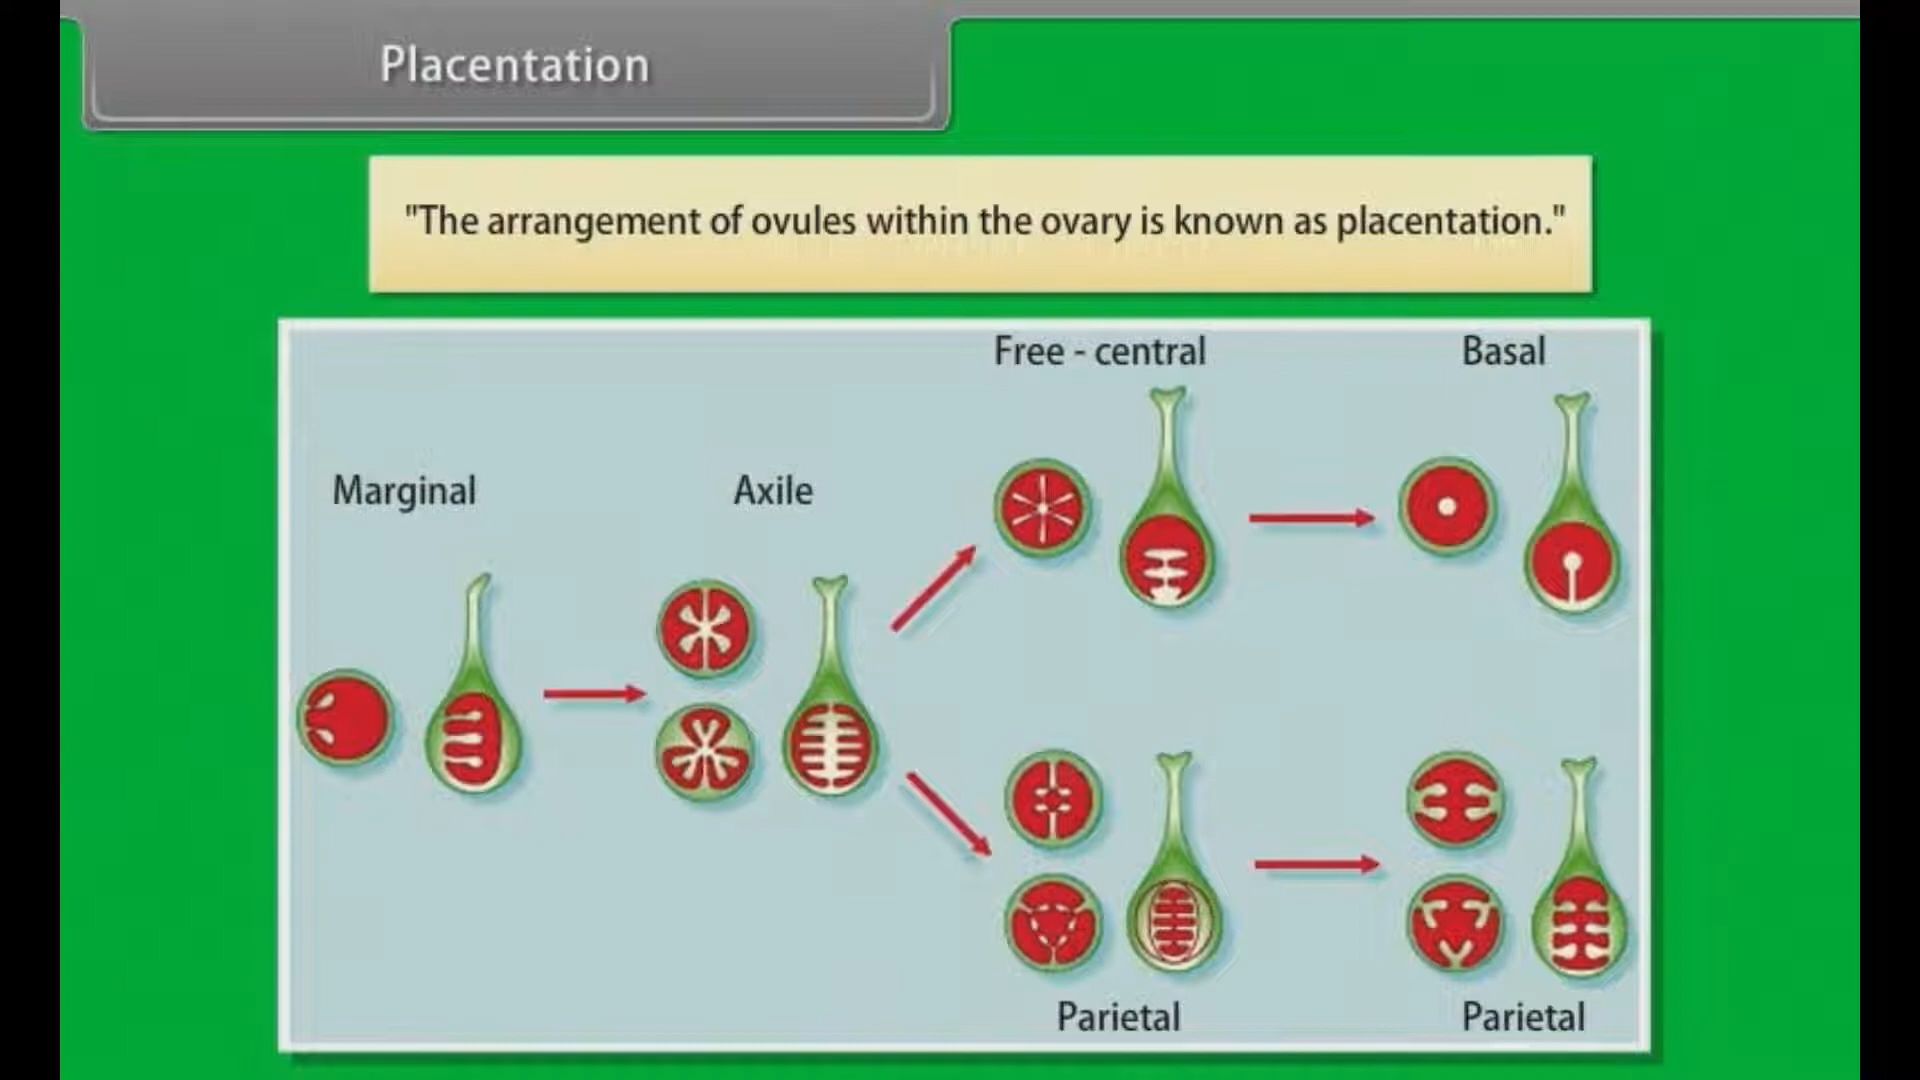 Placentation
"The arrangement of ovules within the ovary is known as placentation."
Free - central
Basal
Marginal
Axile
Parietal
Parietal